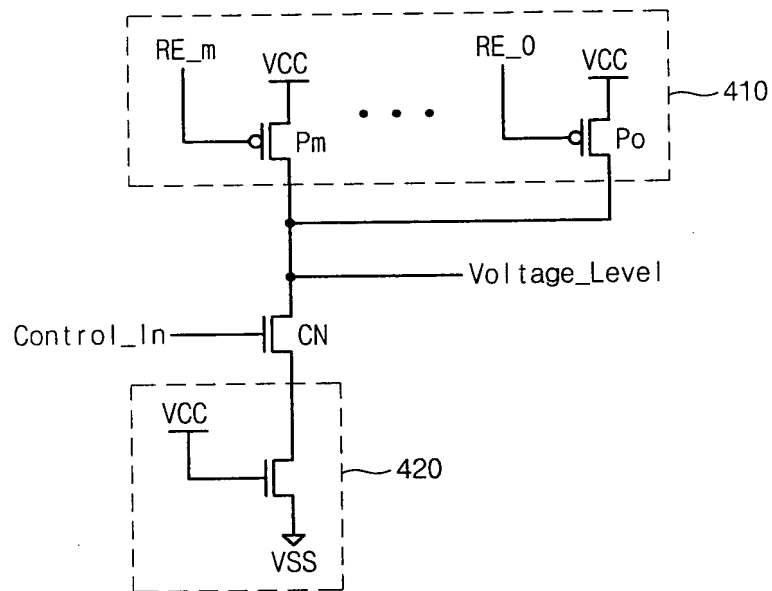 RE_m
VCC
RE_0
VCC
410
Pm
Po
Voltage_Level
Control_In
CN
VCC
420
VSS